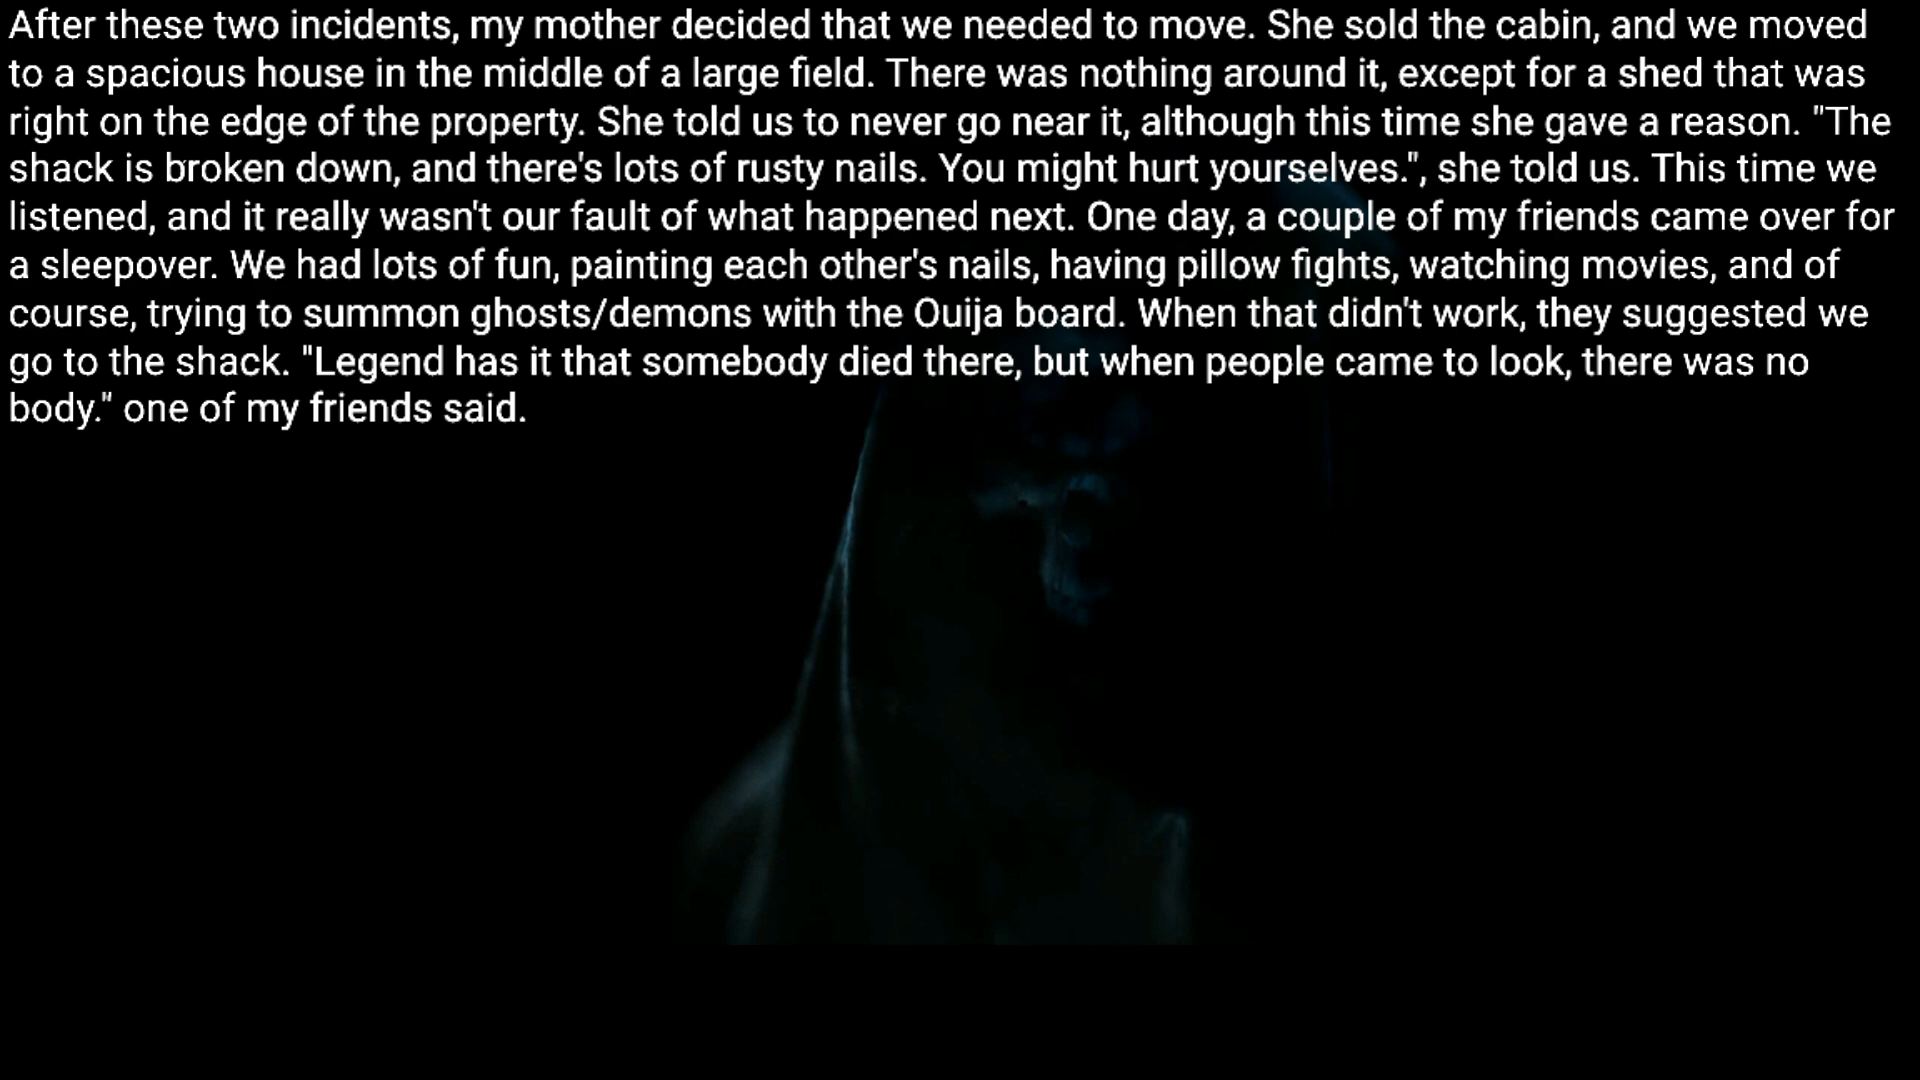 After these two incidents, my mother decided that we needed to move. She sold the cabin, and we moved
to a spacious house in the middle of a large field. There was nothing around it, except for a shed that was
right on the edge of the property. She told us to never go near it, although this time she gave a reason. "The
shack is broken down, and there's lots of rusty nails. You might hurt yourselves.", she told us. This time we
listened, and it really wasn't our fault of what happened next. One day, a couple of my friends came over for
a sleepover. We had lots of fun, painting each other's nails, having pillow fights, watching movies, and of
course, trying to summon ghosts/demons with the Ouija board. When that didn't work, they suggested we
go to the shack. "Legend has it that somebody died there, but when people came to look, there was no
body." one of my friends said.